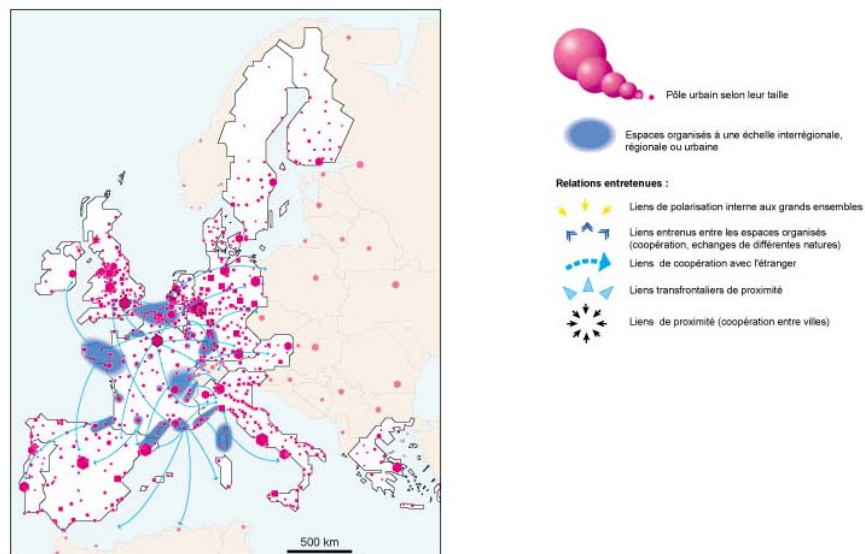 Pôle urbain selon leur taille
Espaces organisés à une échelle interrégionale,
régionale ou urbaine
Relations entretenues :
Liens de polarisation interne aux grands ensembles
Liens entrenus entre les espaces organisés
(coopération, echanges de différentes natures)
Liens de coopération avec l'étranger
Liens transfrontaliers de proximité
Liens de proximité (coopération entre villes)
500 km